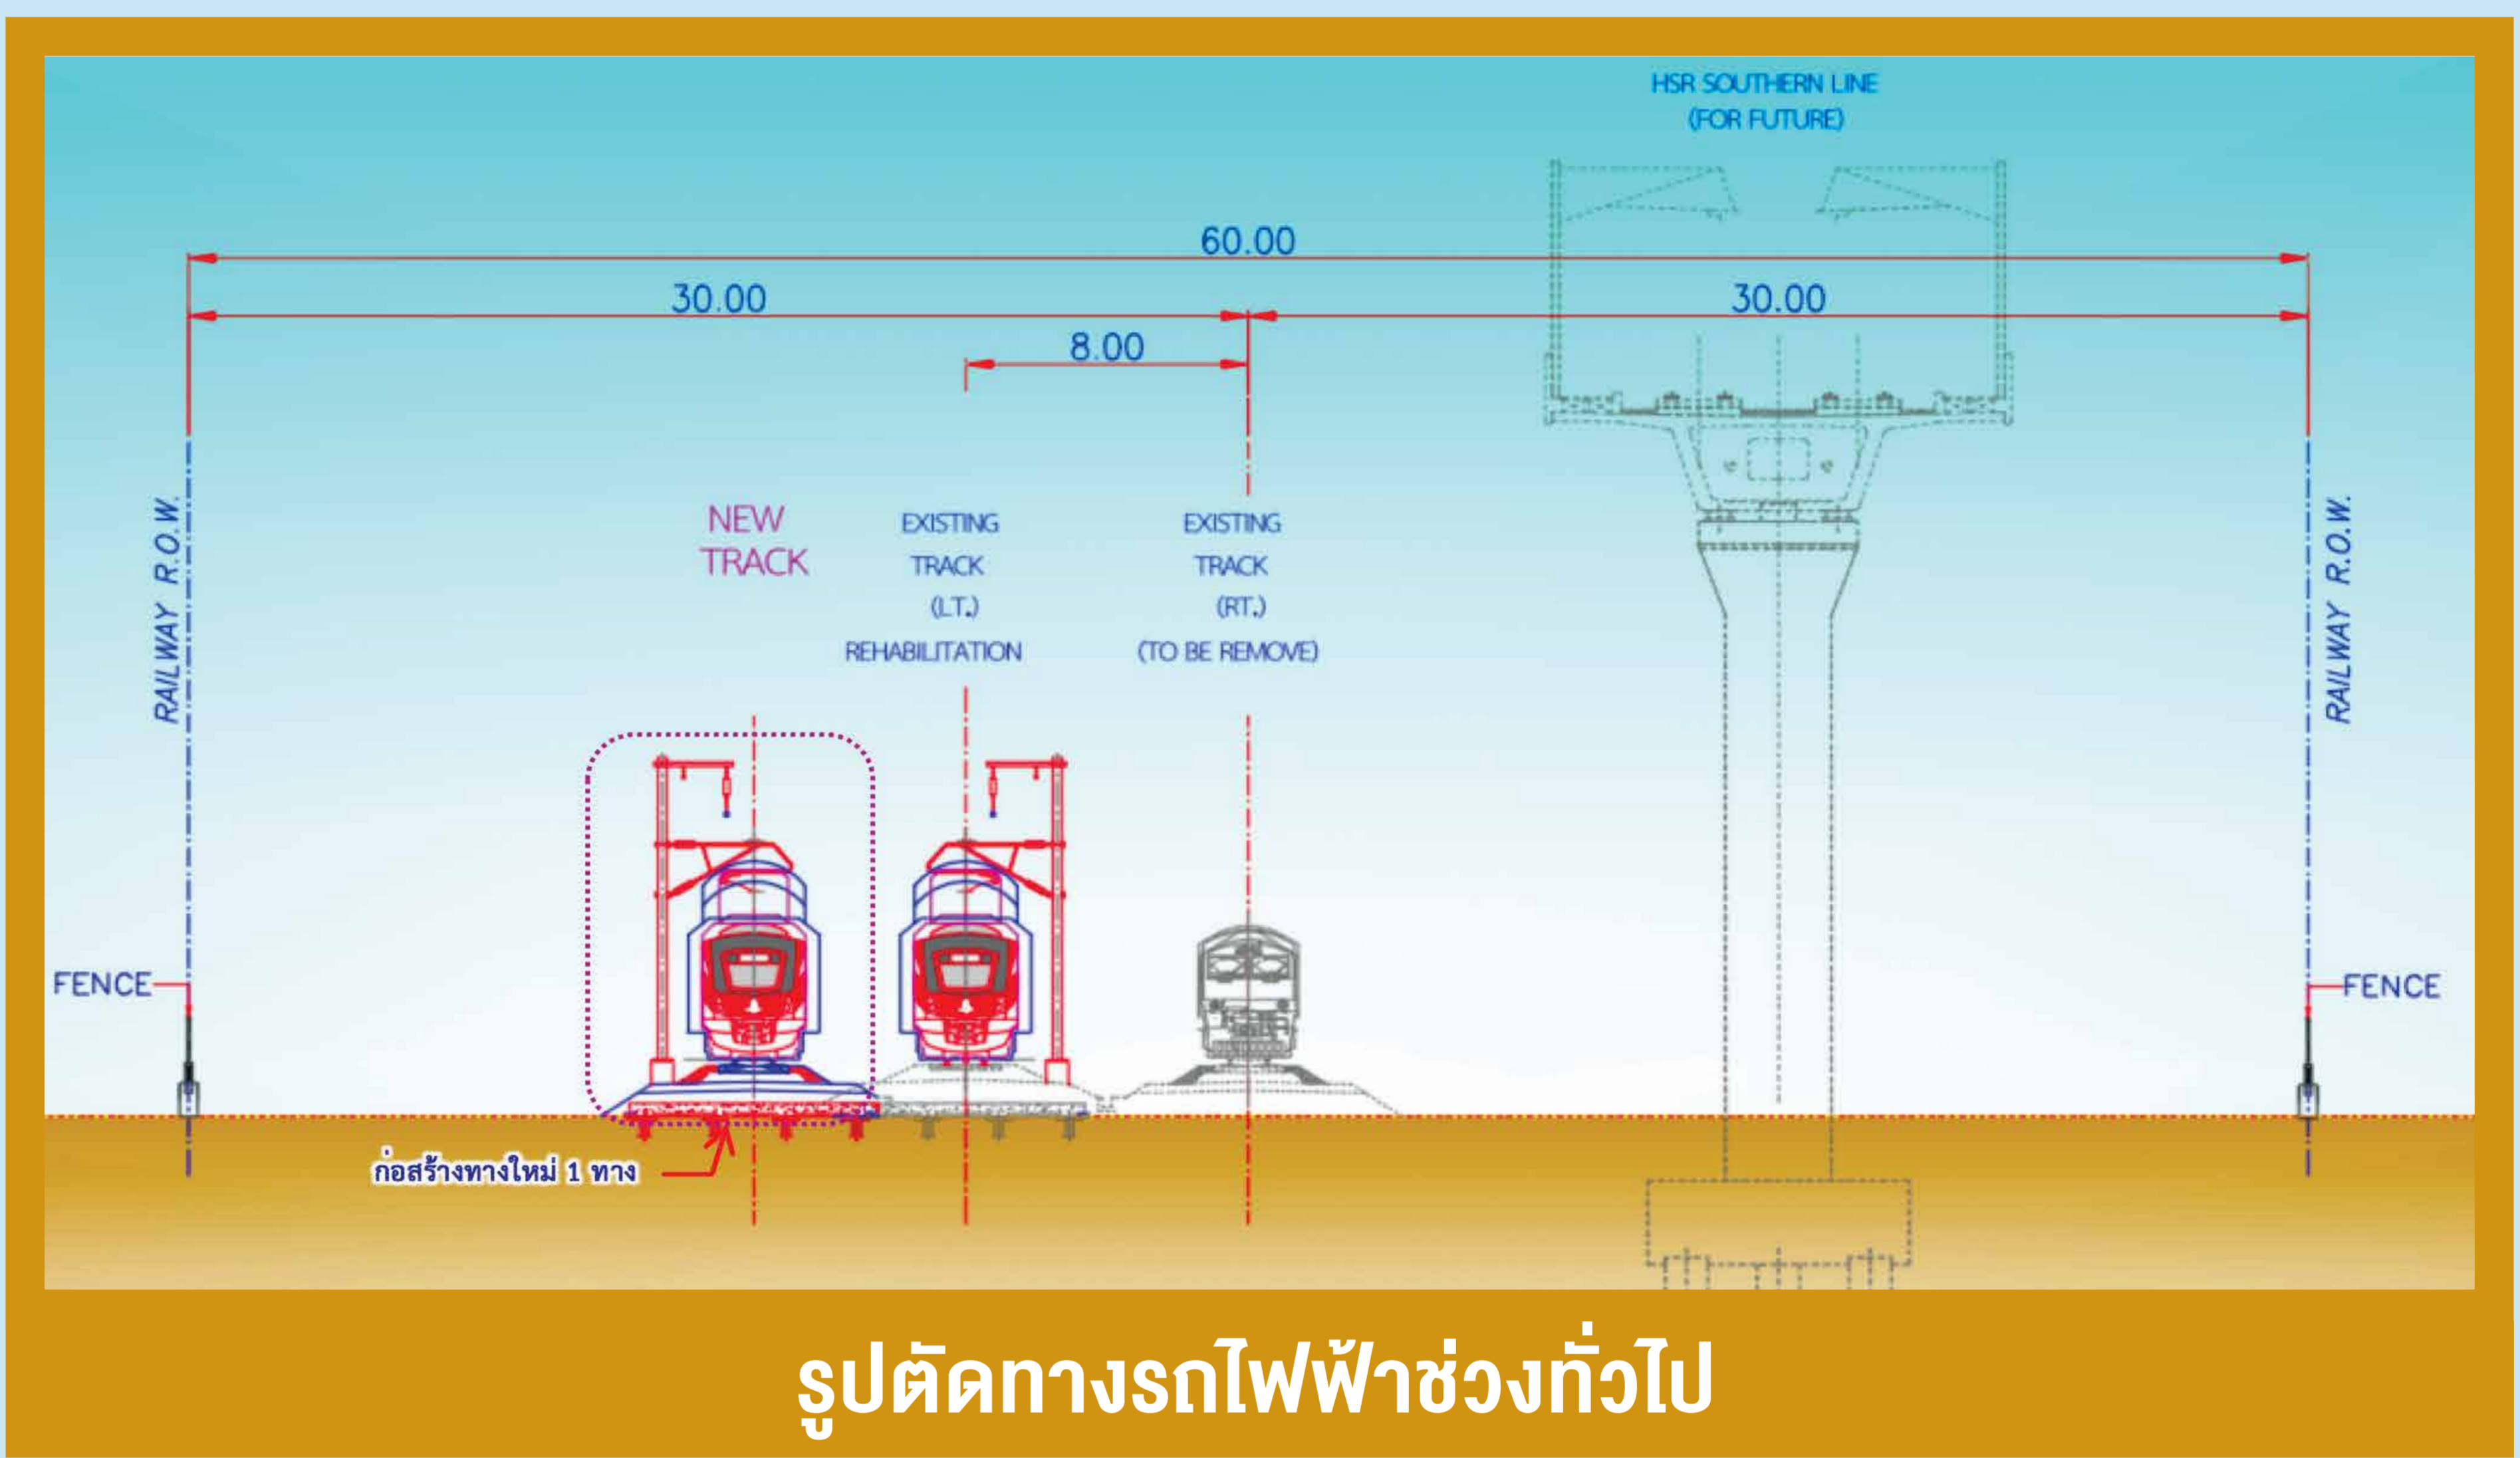 HSR SOUTHERN LINE
(FOR FUTURE)
60.00
30.00
30.00
8.00
RAILWAY R.O.W.
NEW
TRACK
EXISTING
TRACK
(LT.)
REHABILITATION
EXISTING
TRACK
(RT.)
(TO BE REMOVE)
RAILWAY R.O.W.
FENCE
FENCE
ก่อสร้างทางใหม่ 1 ทาง
รูปตัดทางรถไฟฟ้าช่วงทั่วไป